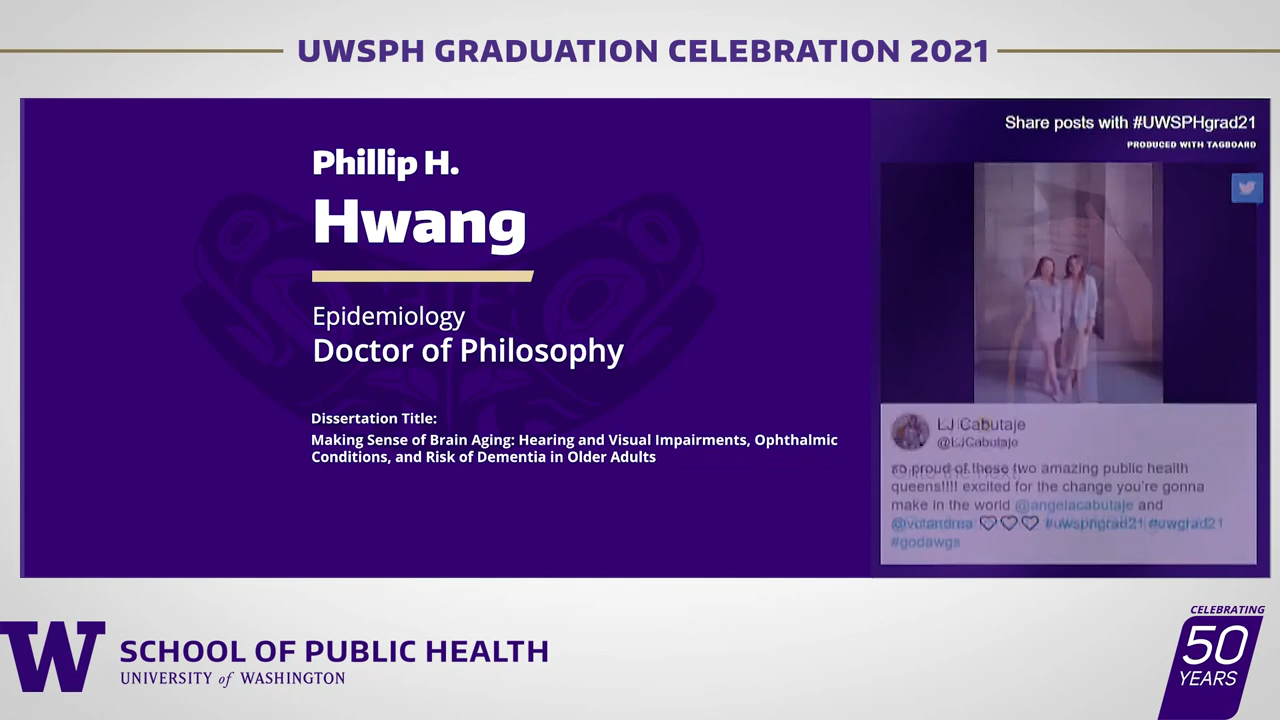 UWSPH GRADUATION CELEBRATION 2021
Phillip H.
Hwang
Epidemiology
Doctor of Philosophy
Dissertation Title:
Making Sense of Brain Aging: Hearing and Visual Impairments, Ophthalmic
Conditions, and Risk of Dementia in Older Adults
Share posts with #UWSPHgrad21
PRODUCED WITH TAGBOARD
LJ Cabutaje
@LJCabutaje
so proud of these two amazing public health
queens!!!! excited for the change you're gonna
make in the world @angelacabutaje and
#uwsphgrad21 #uwgrad21
#godawgs
W SCHOOL OF PUBLIC HEALTH
UNIVERSITY of WASHINGTON
CELEBRATING
50
YEARS